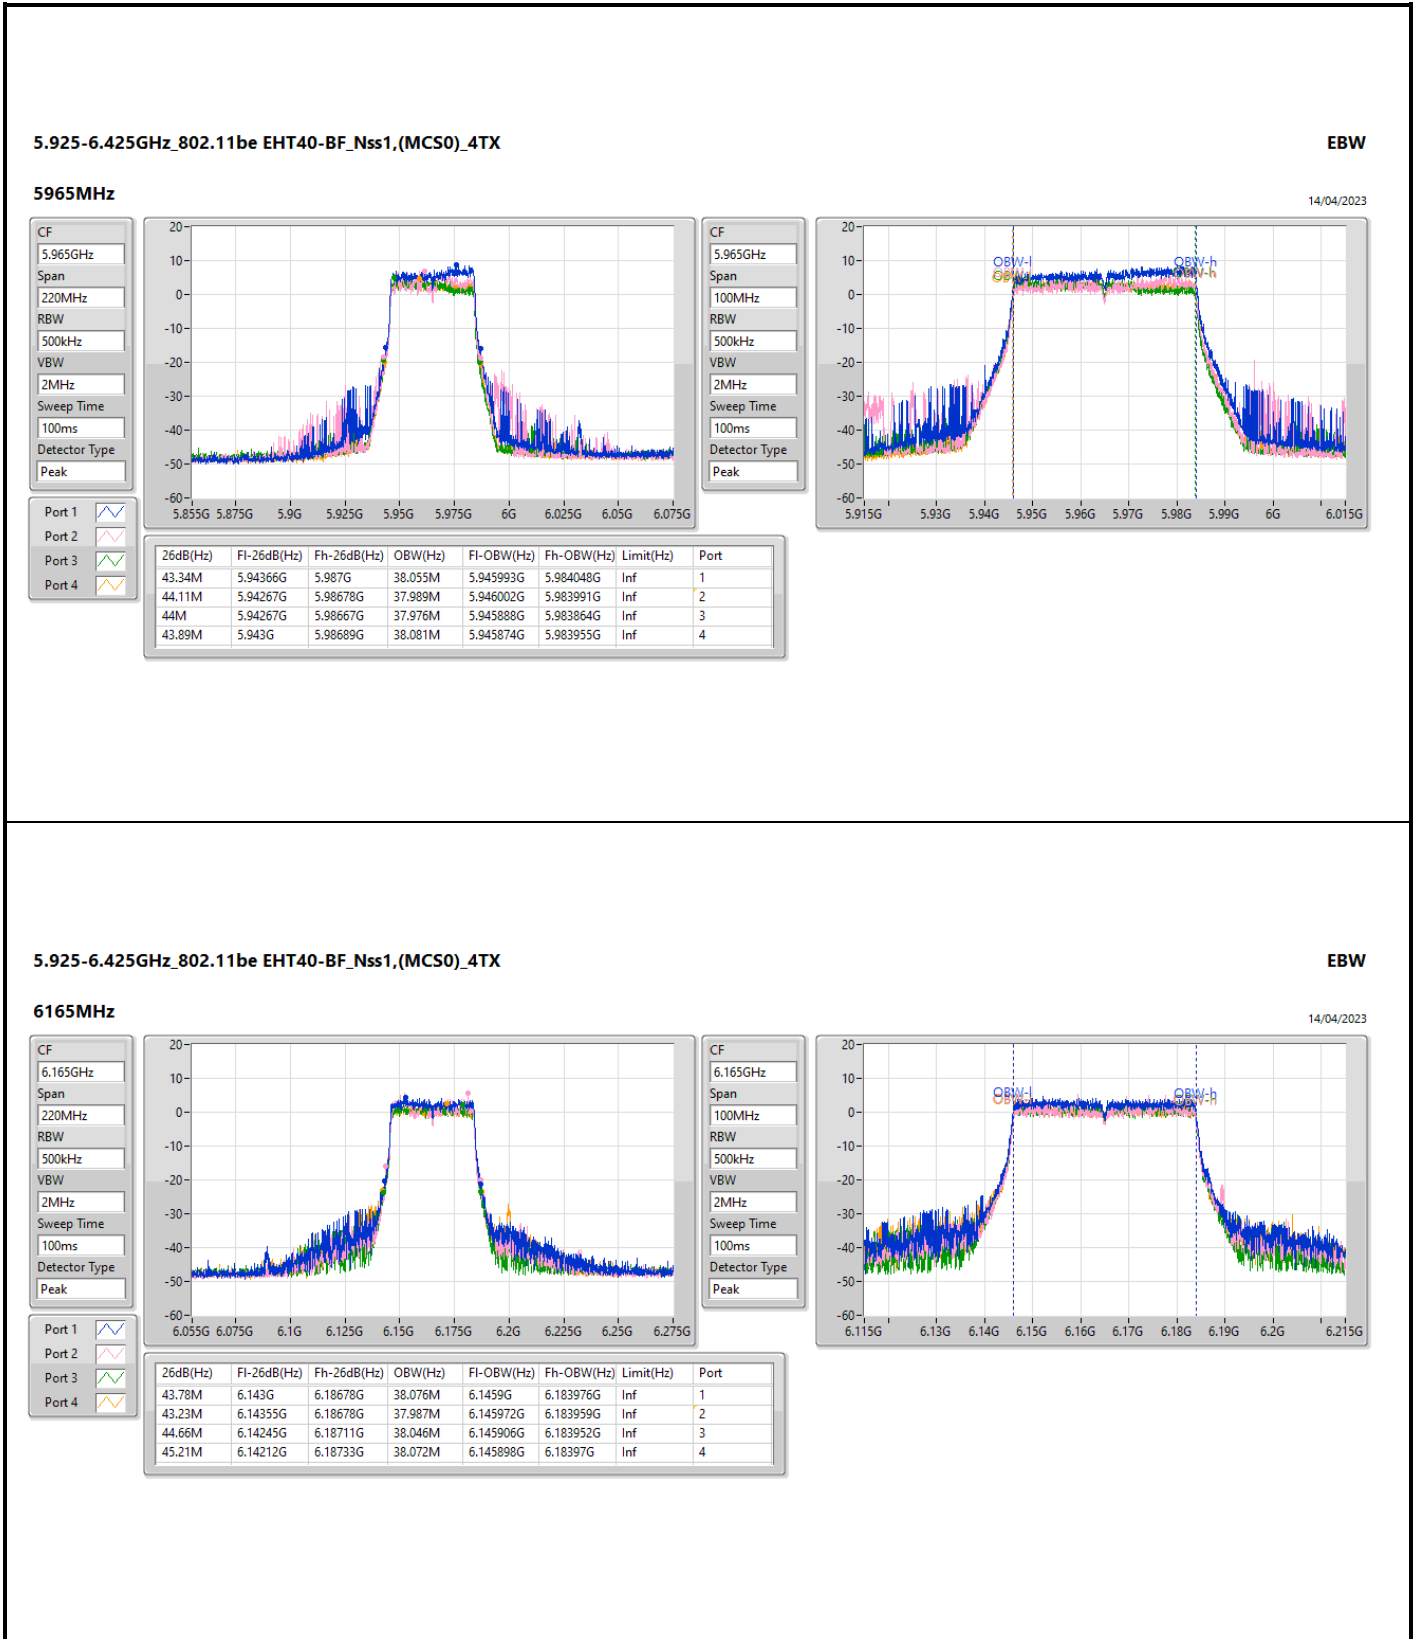 5.925-6.425GHz_802.11be EHT40-BF_Nss1,(MCS0)_4TX EBW
5965MHz
14/04/2023
CF
5.965GHz
Span
220MHz
RBW
500kHz
VBW
2MHz
Sweep Time
100ms
Detector Type
Peak
Port 1
Port 2
Port 3
Port 4
20
10
0
-10
-20
-30
-40
-50
-60
5.855G 5.875G 5.9G 5.925G 5.95G 5.975G 6G 6.025G 6.05G 6.075G
CF
5.965GHz
Span
100MHz
RBW
500kHz
VBW
2MHz
Sweep Time
100ms
Detector Type
Peak
20
10
0
-10
-20
-30
-40
-50
-60
OBW-l OBW-h
5.915G 5.93G 5.94G 5.95G 5.96G 5.97G 5.98G 5.99G 6G 6.015G
26dB(Hz) Fl-26dB(Hz) Fh-26dB(Hz) OBW(Hz) Fl-OBW(Hz) Fh-OBW(Hz) Limit(Hz) Port
43.34M 5.94366G 5.987G 38.055M 5.945993G 5.984048G Inf 1
44.11M 5.94267G 5.98678G 37.989M 5.946002G 5.983991G Inf 2
44M 5.94267G 5.98667G 37.976M 5.945888G 5.983864G Inf 3
43.89M 5.943G 5.98689G 38.081M 5.945874G 5.983955G Inf 4
5.925-6.425GHz_802.11be EHT40-BF_Nss1,(MCS0)_4TX EBW
6165MHz
14/04/2023
CF
6.165GHz
Span
220MHz
RBW
500kHz
VBW
2MHz
Sweep Time
100ms
Detector Type
Peak
Port 1
Port 2
Port 3
Port 4
20
10
0
-10
-20
-30
-40
-50
-60
6.055G 6.075G 6.1G 6.125G 6.15G 6.175G 6.2G 6.225G 6.25G 6.275G
CF
6.165GHz
Span
100MHz
RBW
500kHz
VBW
2MHz
Sweep Time
100ms
Detector Type
Peak
20
10
0
-10
-20
-30
-40
-50
-60
OBW-l OBW-h
6.115G 6.13G 6.14G 6.15G 6.16G 6.17G 6.18G 6.19G 6.2G 6.215G
26dB(Hz) Fl-26dB(Hz) Fh-26dB(Hz) OBW(Hz) Fl-OBW(Hz) Fh-OBW(Hz) Limit(Hz) Port
43.78M 6.143G 6.18678G 38.076M 6.1459G 6.183976G Inf 1
43.23M 6.14355G 6.18678G 37.987M 6.145972G 6.183959G Inf 2
44.66M 6.14245G 6.18711G 38.046M 6.145906G 6.183952G Inf 3
45.21M 6.14212G 6.18733G 38.072M 6.145898G 6.18397G Inf 4